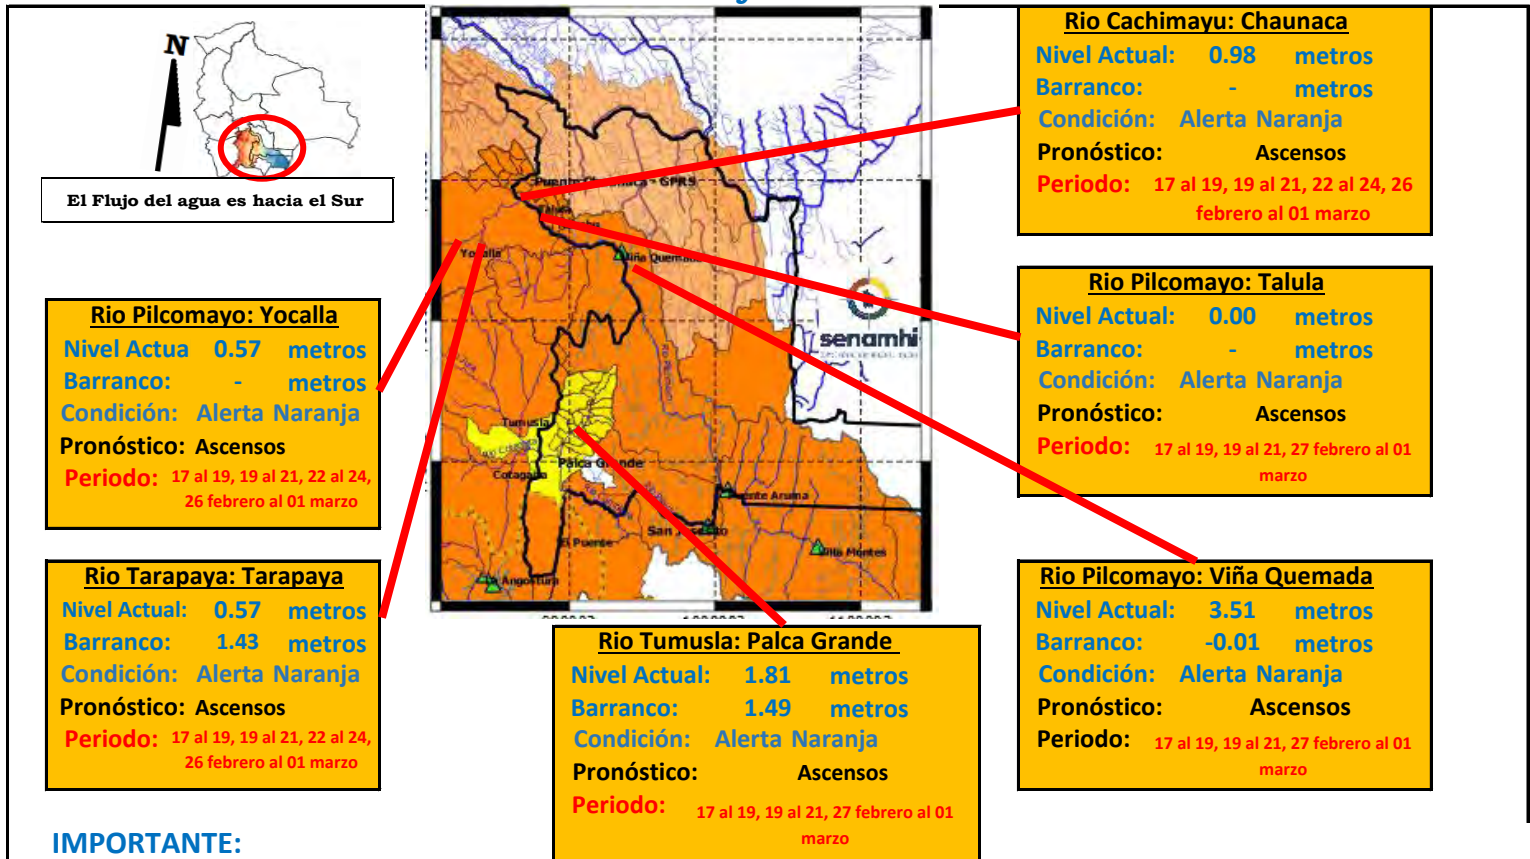 N
El Flujo del agua es hacia el Sur
Rio Cachimayu: Chaunaca
Nivel Actual: 0.98 metros
Barranco: - metros
Condición: Alerta Naranja
Pronóstico: Ascensos
Periodo: 17 al 19, 19 al 21, 22 al 24, 26
febrero al 01 marzo
Rio Pilcomayo: Talula
Nivel Actual: 0.00 metros
Barranco: - metros
Condición: Alerta Naranja
Pronóstico: Ascensos
Periodo: 17 al 19, 19 al 21, 27 febrero al 01
marzo
Rio Pilcomayo: Yocalla
Nivel Actua 0.57 metros
Barranco: - metros
Condición: Alerta Naranja
Pronóstico: Ascensos
Periodo: 17 al 19, 19 al 21, 22 al 24,
26 febrero al 01 marzo
Rio Tarapaya: Tarapaya
Nivel Actual: 0.57 metros
Barranco: 1.43 metros
Condición: Alerta Naranja
Pronóstico: Ascensos
Periodo: 17 al 19, 19 al 21, 22 al 24,
26 febrero al 01 marzo
Rio Pilcomayo: Viña Quemada
Nivel Actual: 3.51 metros
Barranco: -0.01 metros
Condición: Alerta Naranja
Pronóstico: Ascensos
Periodo: 17 al 19, 19 al 21, 27 febrero al 01
marzo
Rio Tumusla: Palca Grande
Nivel Actual: 1.81 metros
Barranco: 1.49 metros
Condición: Alerta Naranja
Pronóstico: Ascensos
Periodo: 17 al 19, 19 al 21, 27 febrero al 01
marzo
Puente - GPRS
Talula
Yocalla
Viña Quemada
senamhi
Tumusla
Palca Grande
Cotagaita
Puente Aruma
San Josecito
El Puente
Villa Montes
Angostura
IMPORTANTE: